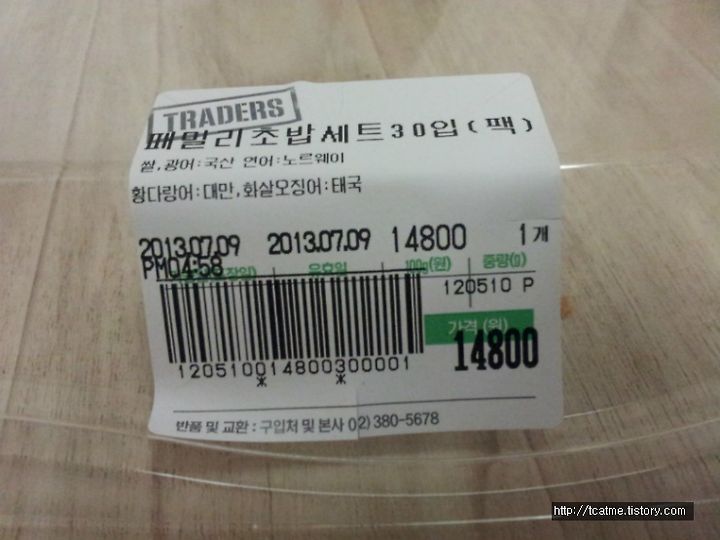 TRADERS
패밀리초밥세트30입(팩)
쌀,광어:국산 연어:노르웨이
황다랑어:대만,화살오징어:태국
2013.07.09 2013.07.09 14800 1개
PM04:58 유효일 100g(원) 중량(g)
120510 P
가격 (원)
14800
120510014800300001
반품 및 교환 : 구입처 및 본사 02)380-5678
http://tcatme.tistory.com